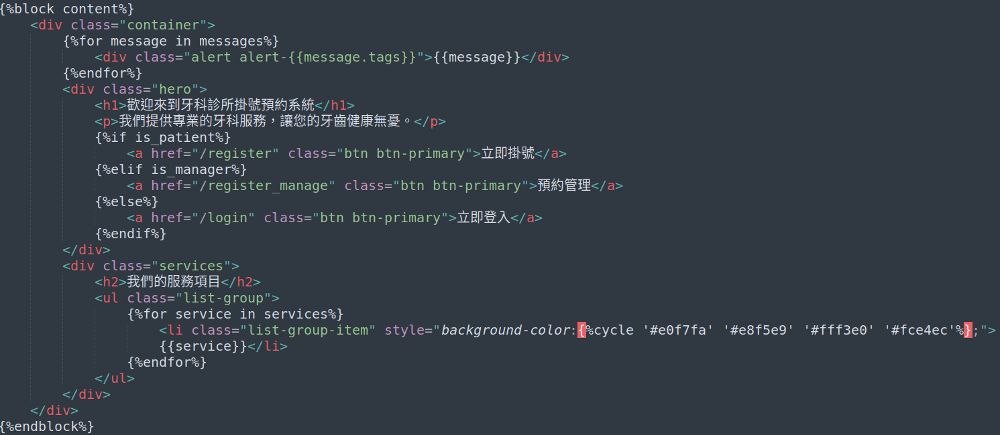 {%block content%}
<div class="container">
{%for message in messages%}
<div class="alert alert-{{message.tags}}">{{message}}</div>
{%endfor%}
<div class="hero">
<h1>歡迎來到牙科診所掛號預約系統</h1>
<p>我們提供專業的牙科服務，讓您的牙齒健康無憂。</p>
{%if is_patient%}
<a href="/register" class="btn btn-primary">立即掛號</a>
{%elif is_manager%}
<a href="/register_manage" class="btn btn-primary">預約管理</a>
{%else%}
<a href="/login" class="btn btn-primary">立即登入</a>
{%endif%}
</div>
<div class="services">
<h2>我們的服務項目</h2>
<ul class="list-group">
{%for service in services%}
<li class="list-group-item" style="background-color:{%cycle '#e0f7fa' '#e8f5e9' '#fff3e0' '#fce4ec'%};">
{{service}}</li>
{%endfor%}
</ul>
</div>
</div>
{%endblock%}